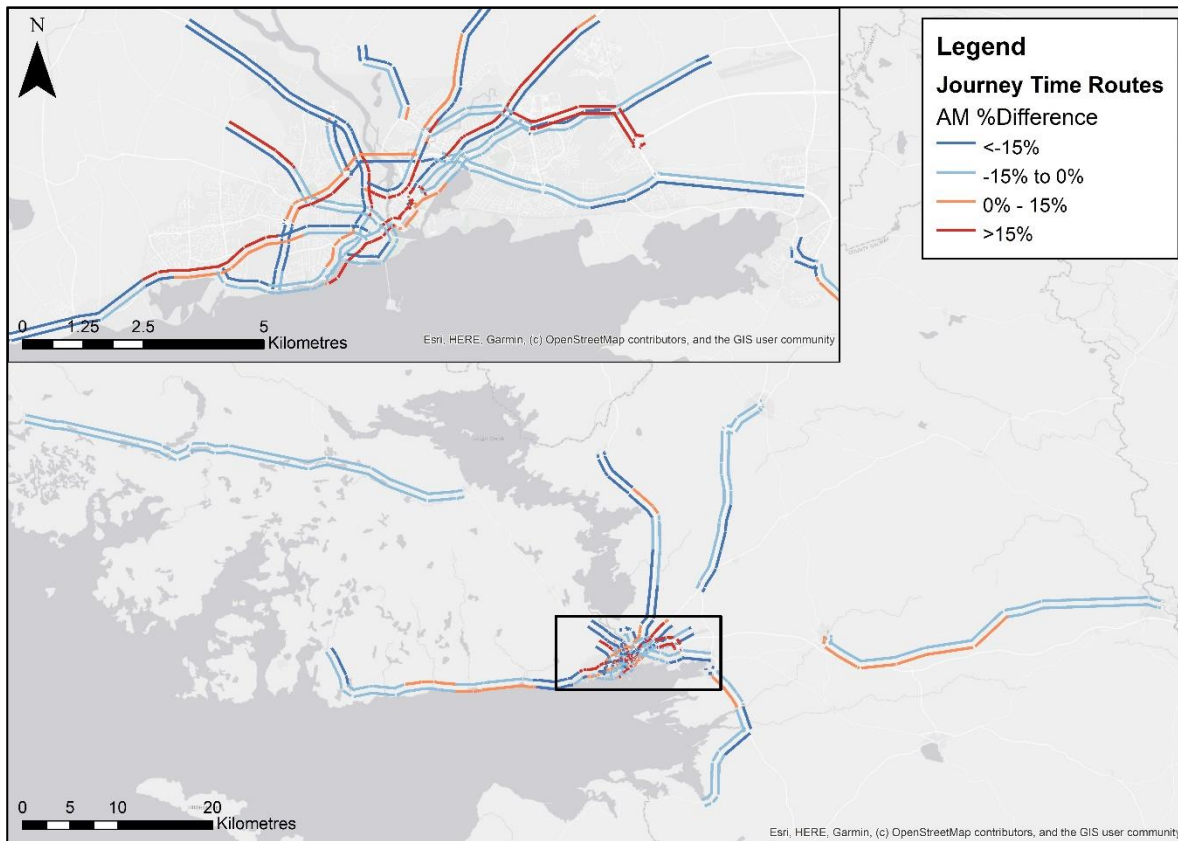 N
0 1.25 2.5 5
Kilometres
Esri, HERE, Garmin, (c) OpenStreetMap contributors, and the GIS user community
Legend
Journey Time Routes
AM %Difference
<-15%
-15% to 0%
0% - 15%
>15%
0 5 10 20
Kilometres
Esri, HERE, Garmin, (c) OpenStreetMap contributors, and the GIS user community